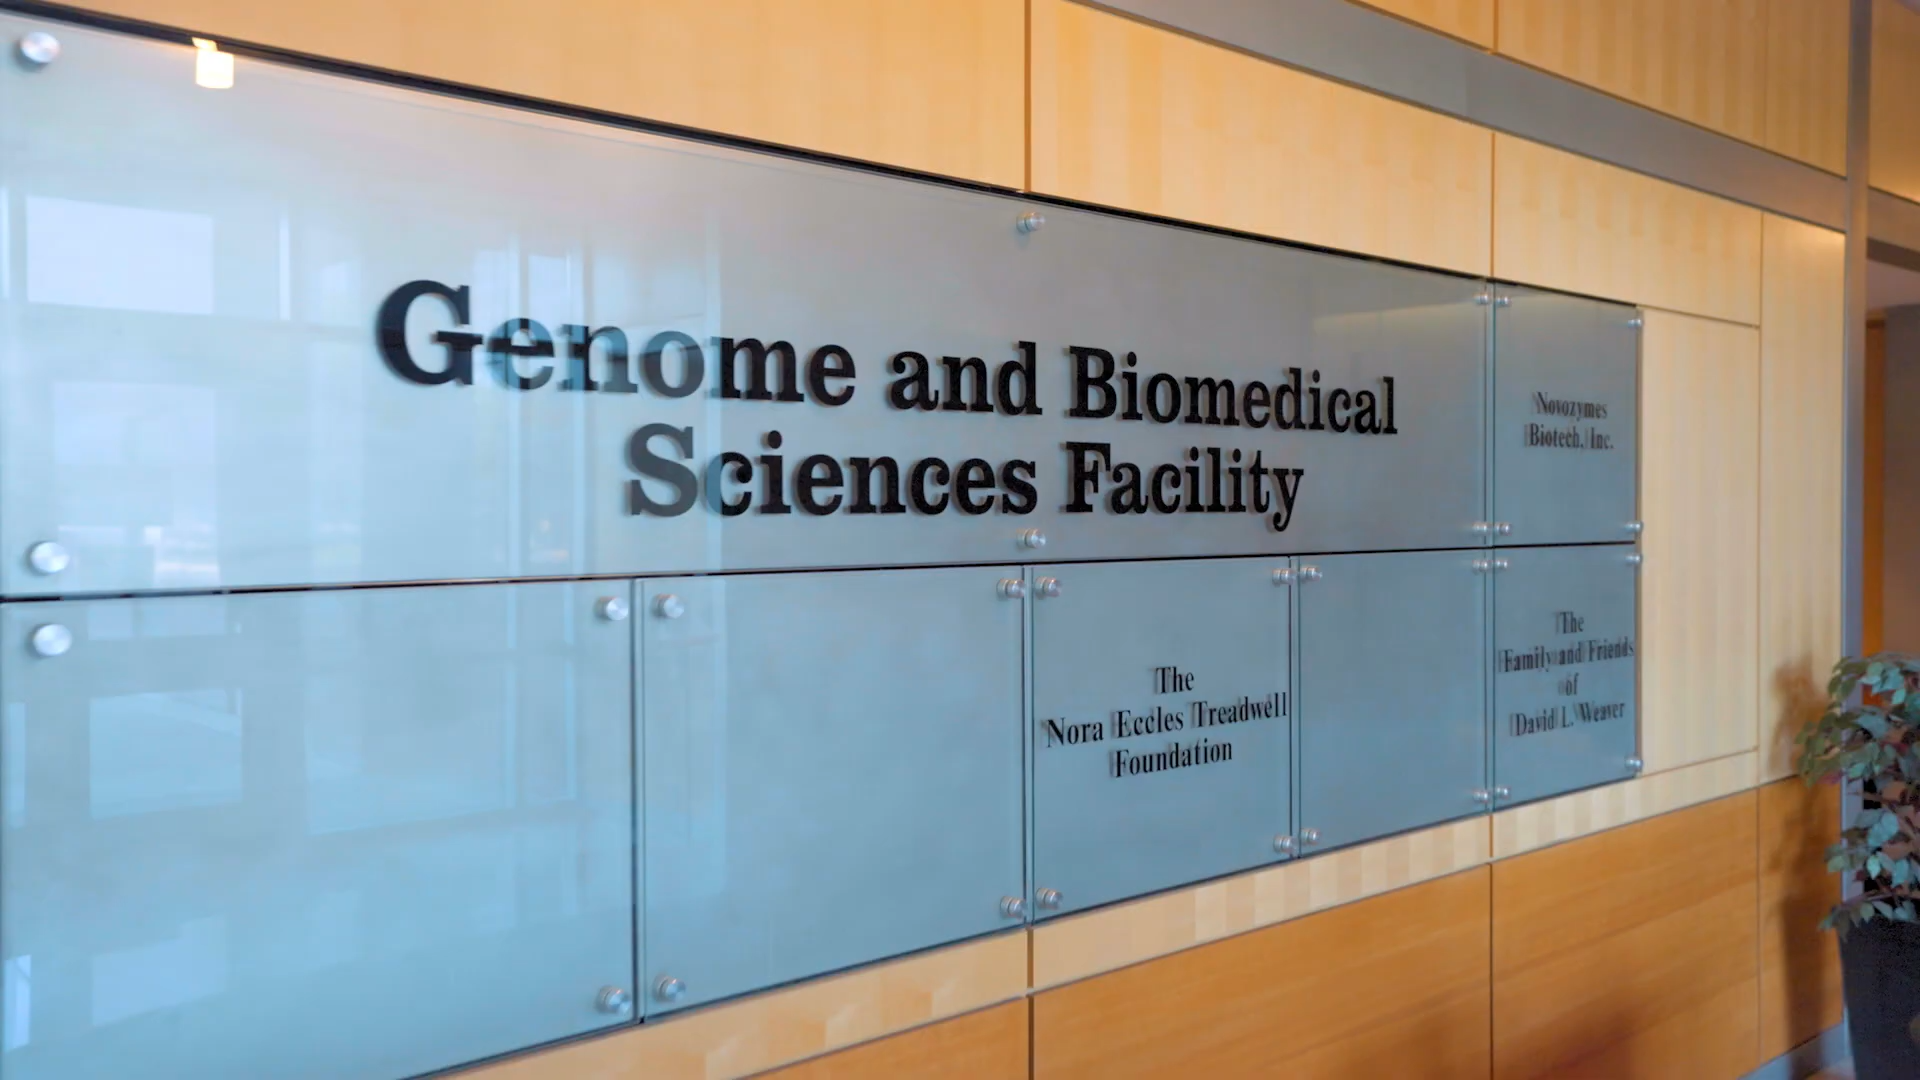 Genome and Biomedical
Sciences Facility
Novozymes
Biotech, Inc.
The
Nora Eccles Treadwell
Foundation
The
Family and Friends
of
David L. Weaver